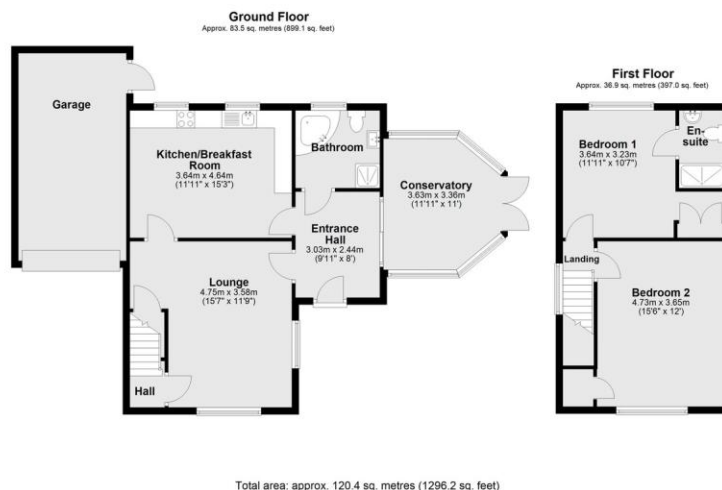 Ground Floor
Approx. 83.5 sq. metres (899.1 sq. feet)
Garage
Kitchen/Breakfast
Room
3.64m x 4.64m
(11'11" x 15'3")
Bathroom
Conservatory
3.63m x 3.36m
(11'11" x 11')
Entrance
Hall
3.03m x 2.44m
(9'11" x 8')
Lounge
4.75m x 3.58m
(15'7" x 11'9")
Hall
First Floor
Approx. 36.9 sq. metres (397.0 sq. feet)
Bedroom 1
3.64m x 3.23m
(11'11" x 10'7")
En-
suite
Landing
Bedroom 2
4.73m x 3.65m
(15'6" x 12')
Total area: approx. 120.4 sq. metres (1296.2 sq. feet)